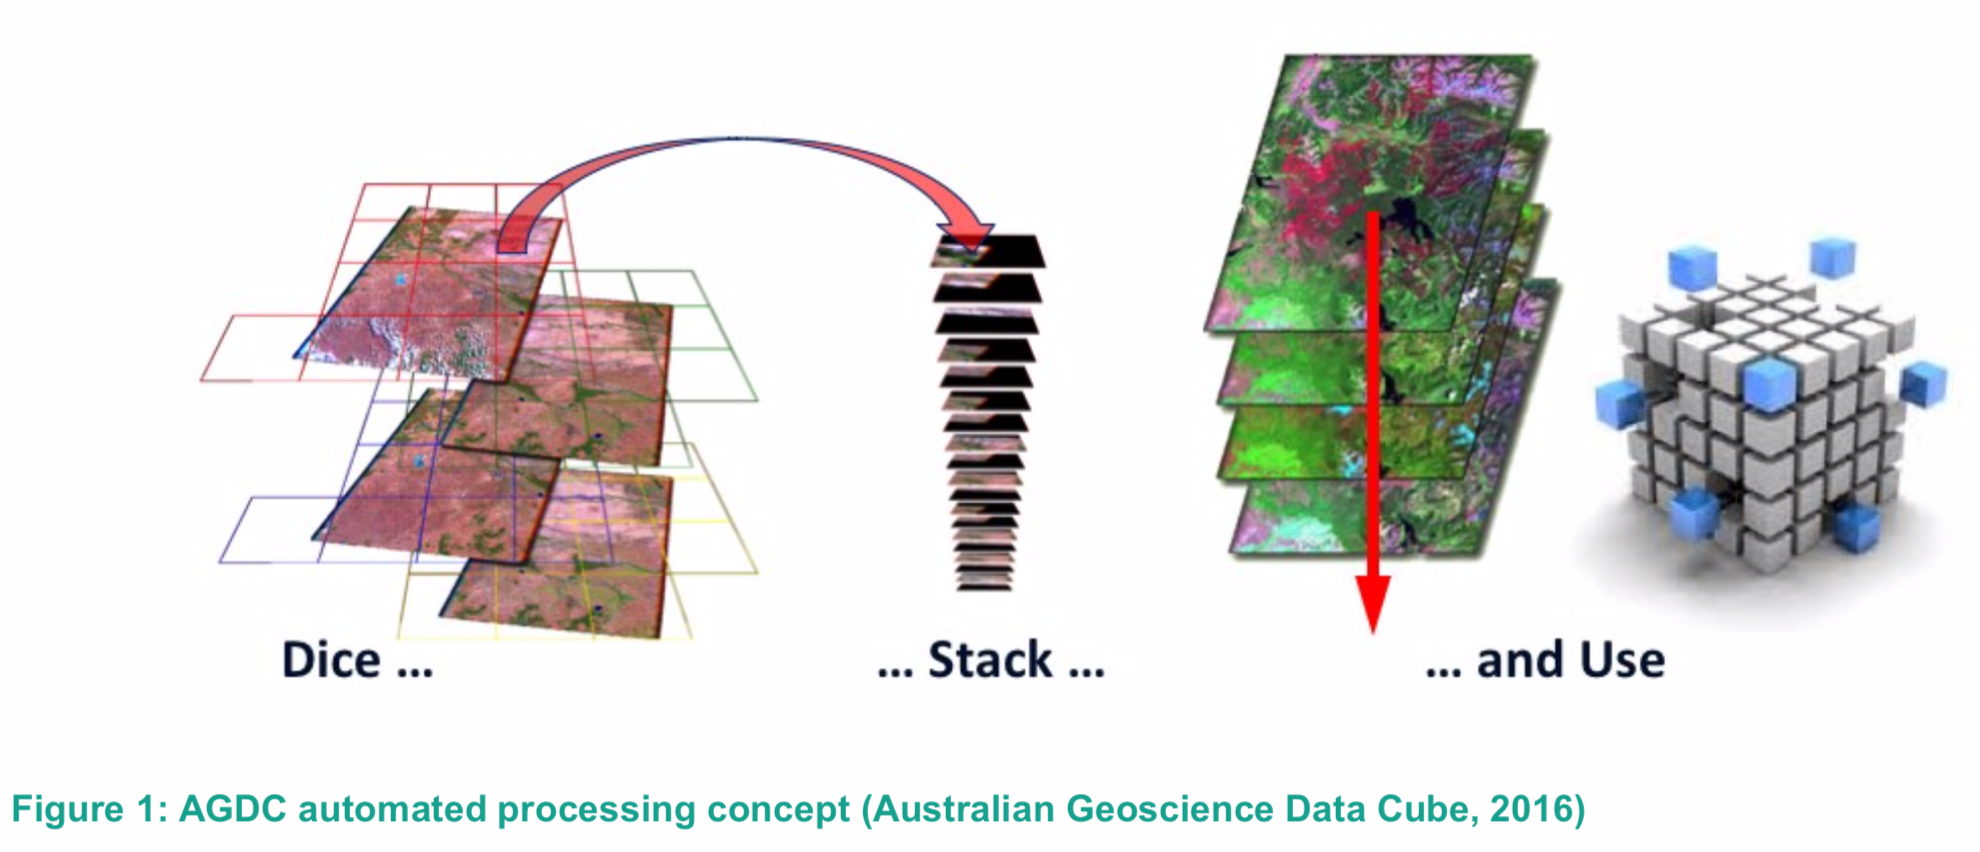 Dice ...
... Stack ...
... and Use
Figure 1: AGDC automated processing concept (Australian Geoscience Data Cube, 2016)